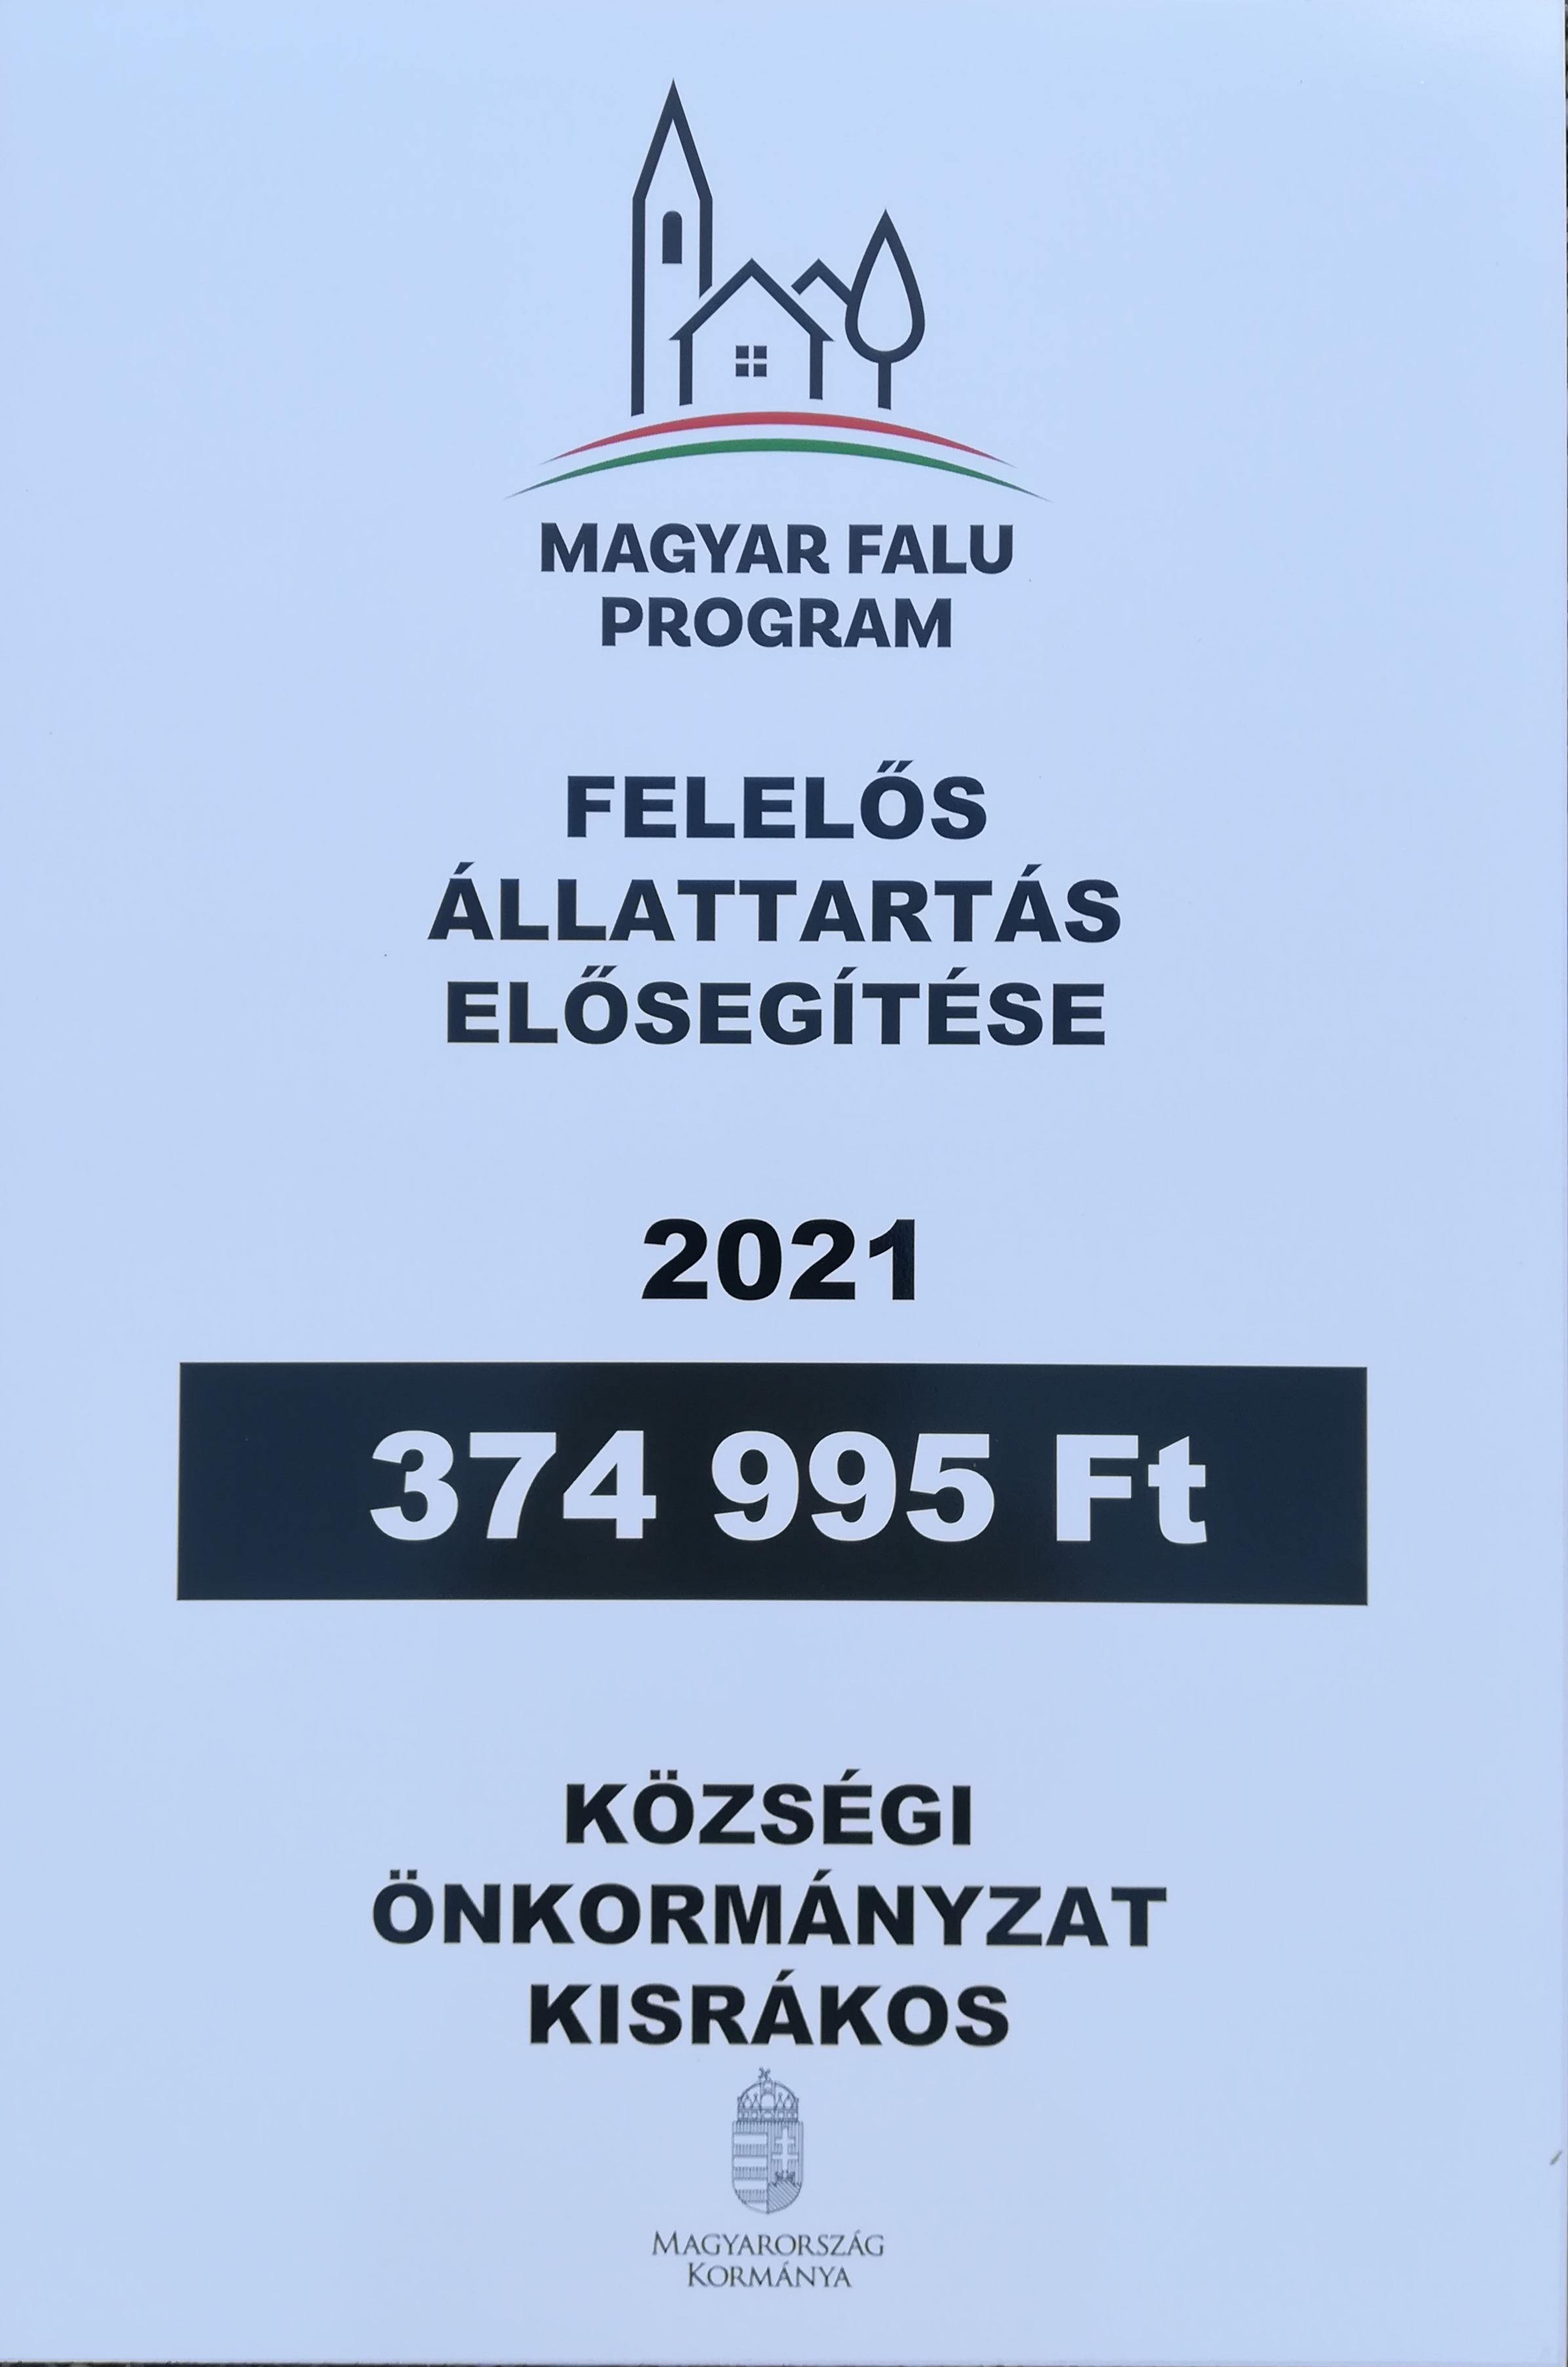 MAGYAR FALU
PROGRAM
FELELŐS
ÁLLATTARTÁS
ELŐSEGÍTÉSE
2021
374 995 Ft
KÖZSÉGI
ÖNKORMÁNYZAT
KISRÁKOS
MAGYARORSZÁG
KORMÁNYA